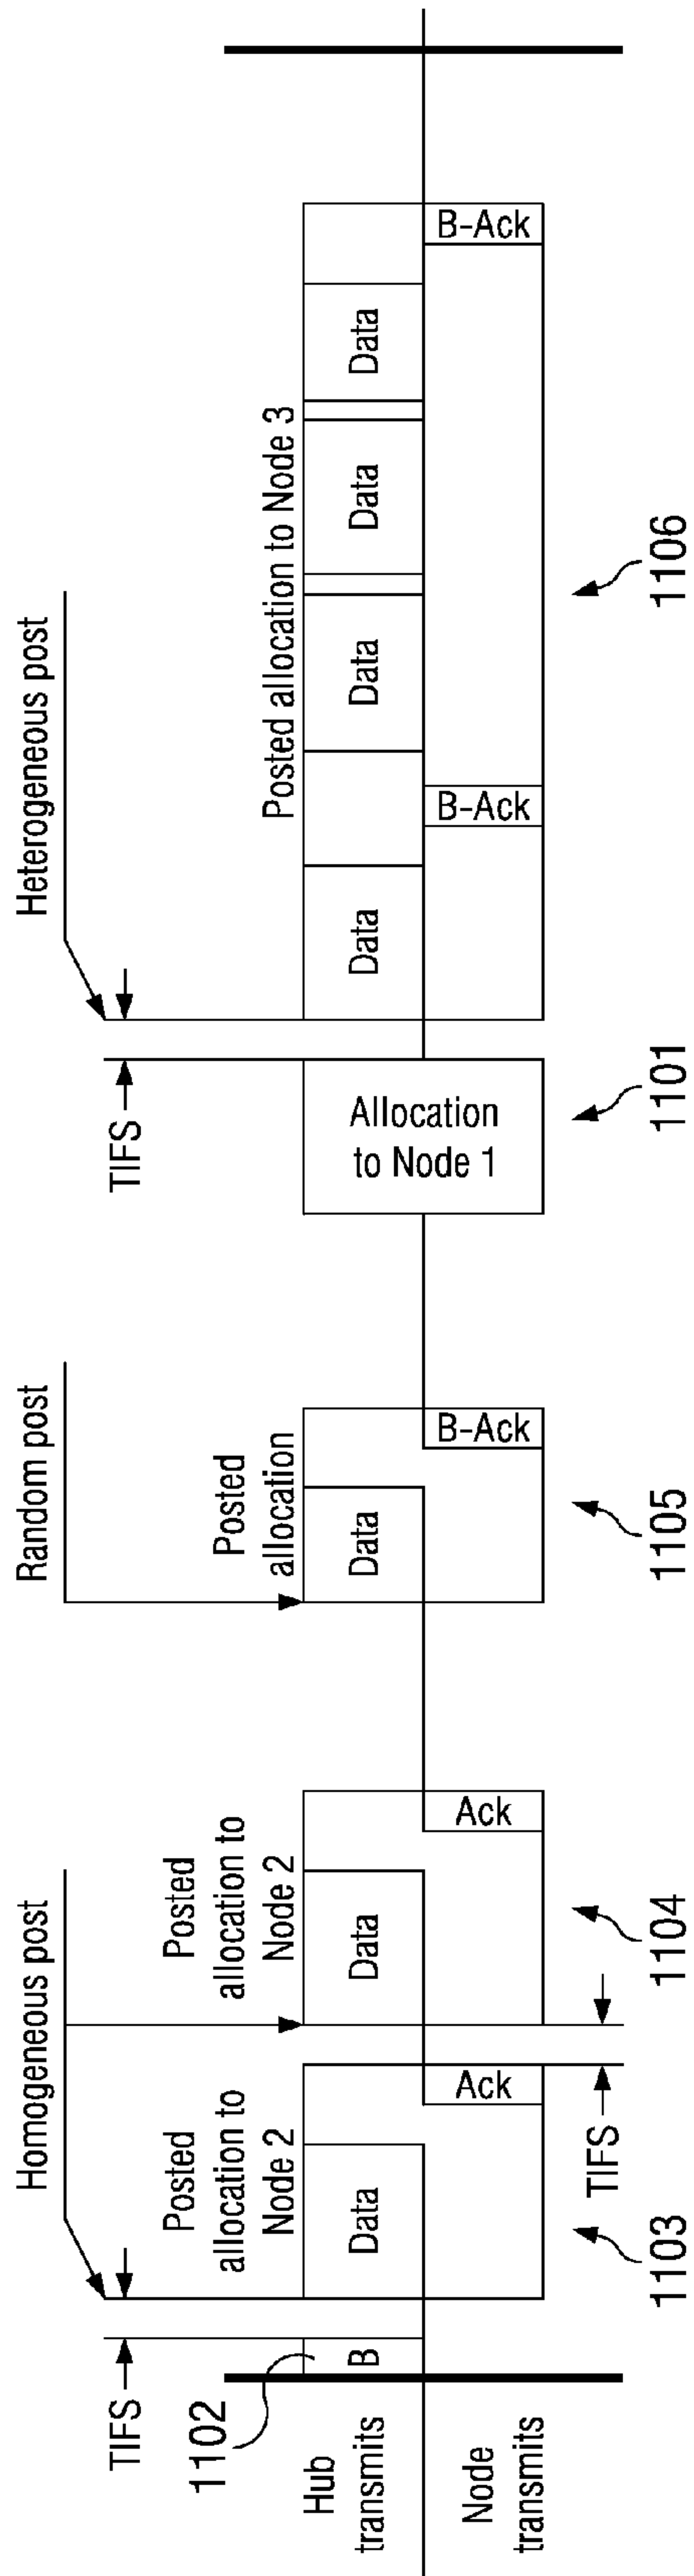 Homogeneous post
Random post
Heterogeneous post
TIFS
TIFS
Posted
allocation to
Node 2
Posted
allocation to
Node 2
Posted
allocation
Posted allocation to Node 3
1102
Hub
transmits
B
Data
Data
Data
Allocation
to Node 1
Data
Data
Data
Data
Node
transmits
Ack
Ack
B-Ack
B-Ack
B-Ack
TIFS
1103
1104
1105
1101
1106